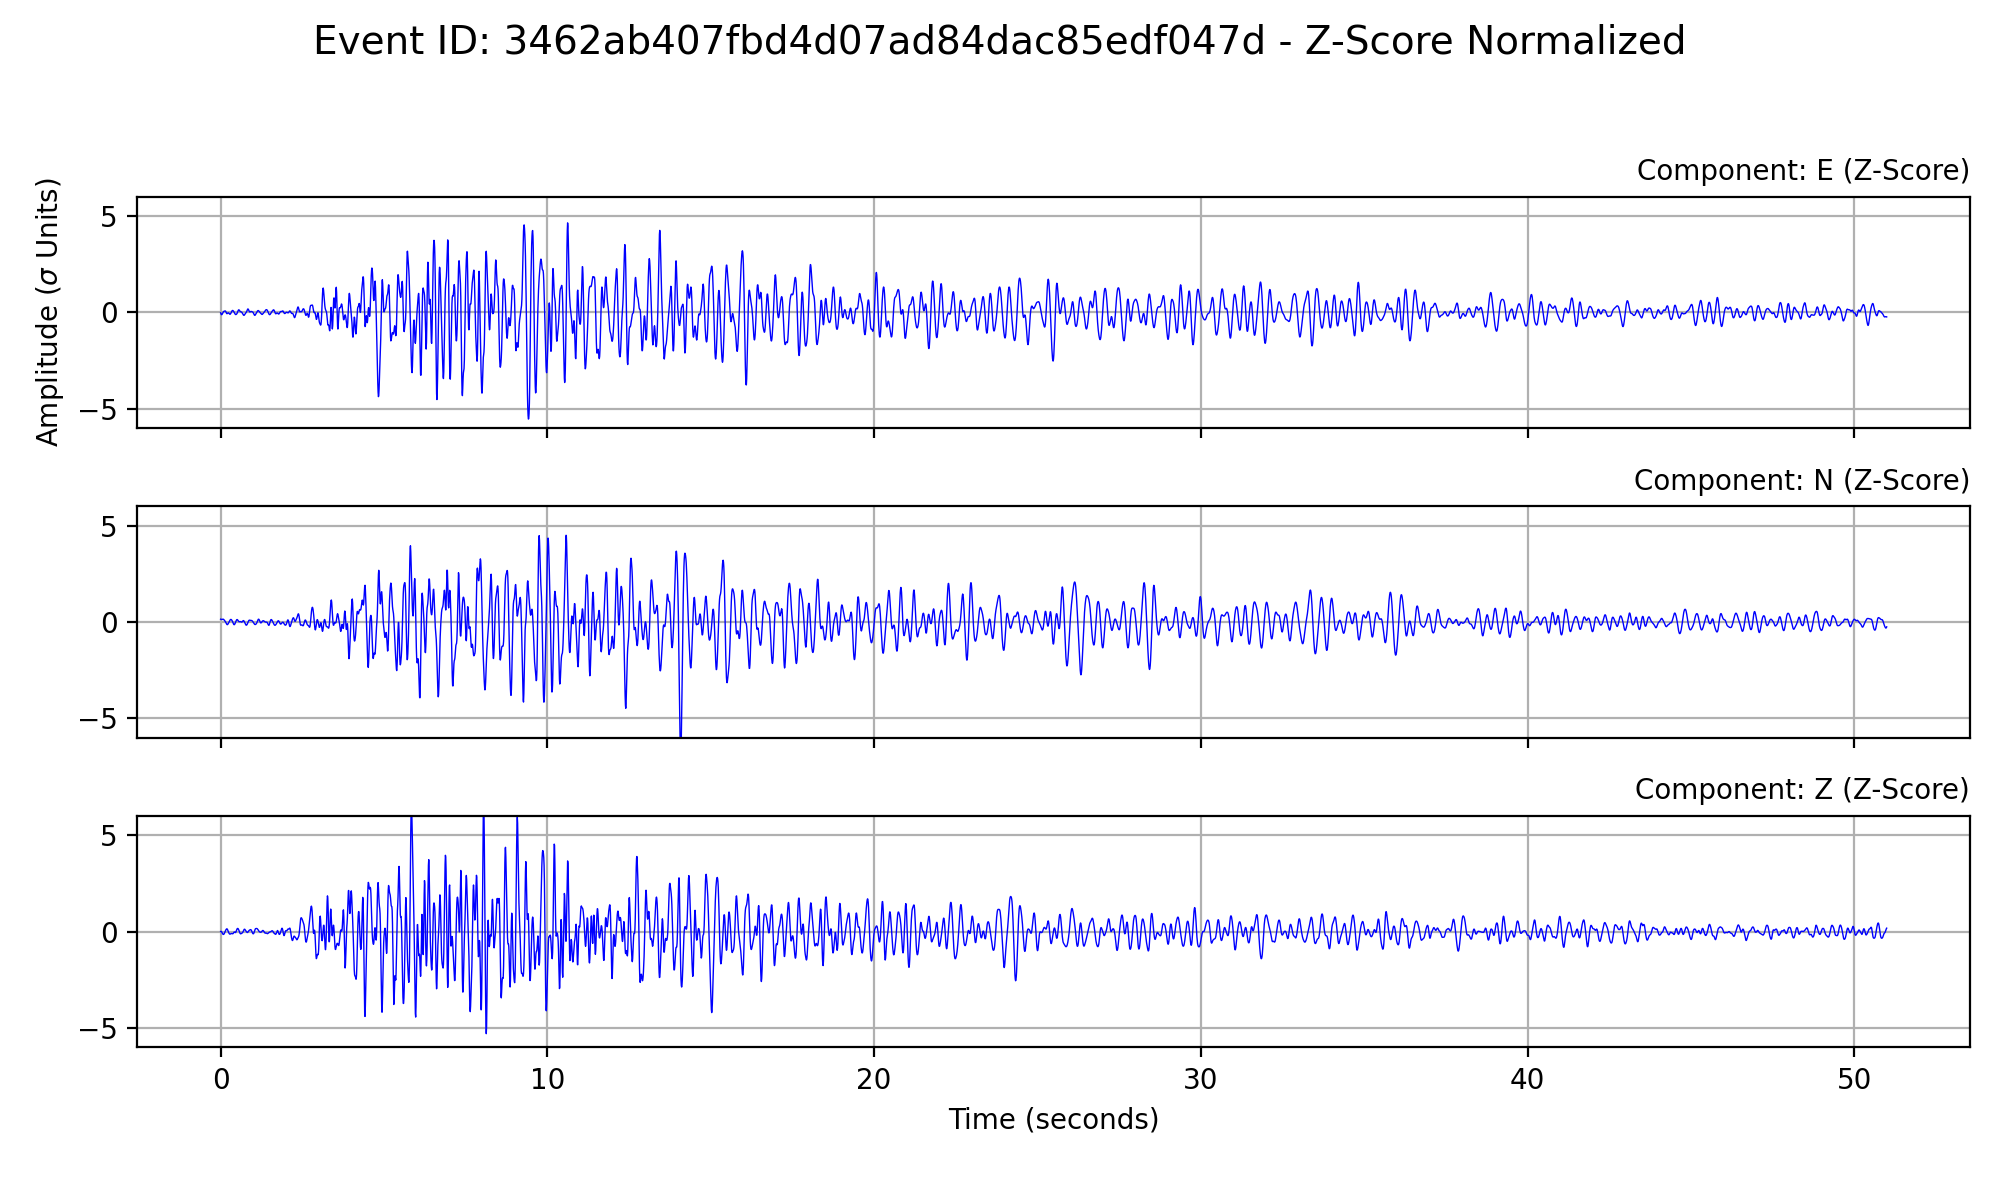 Event ID: 3462ab407fbd4d07ad84dac85edf047d - Z-Score Normalized
Component: E (Z-Score)
Amplitude (σ Units)
5
0
−5
Component: N (Z-Score)
5
0
−5
Component: Z (Z-Score)
5
0
−5
0 10 20 30 40 50
Time (seconds)